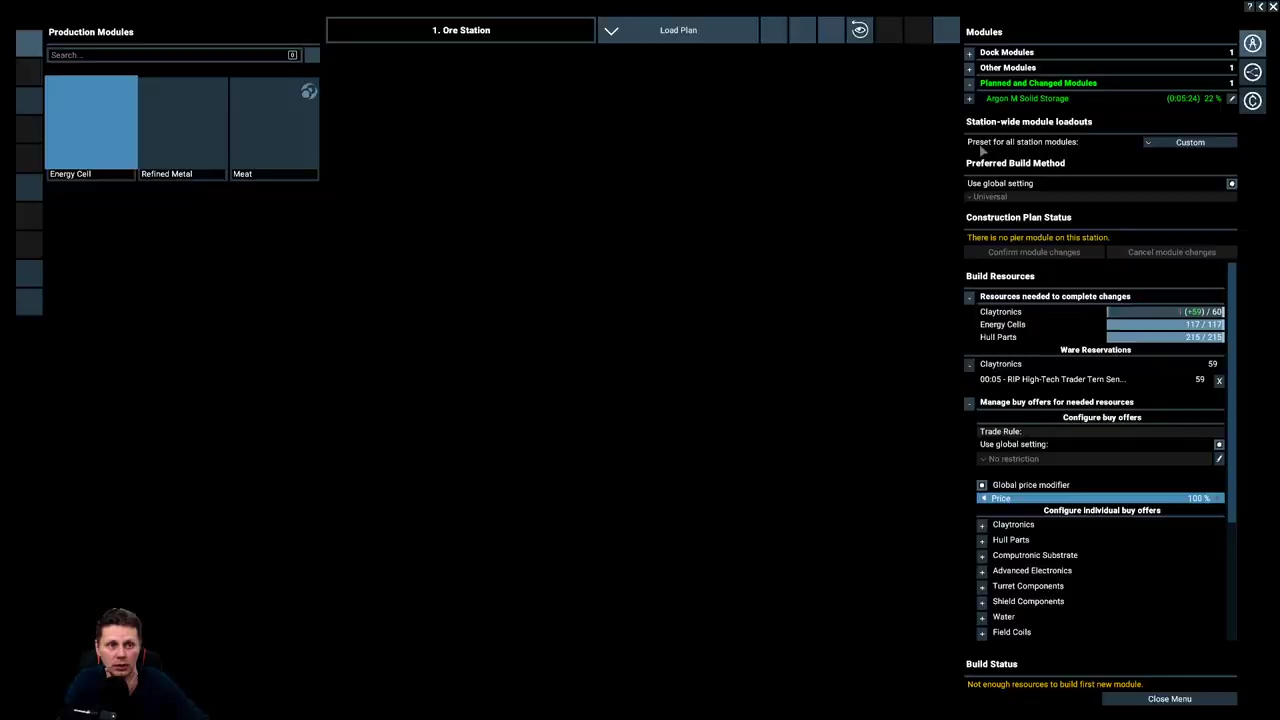 ? < x
Production Modules
Search...
0
Energy Cell
Refined Metal
Meat
1. Ore Station
Load Plan
Modules
+ Dock Modules 1
+ Other Modules 1
- Planned and Changed Modules 1
+ Argon M Solid Storage (0:05:24) 22 %
Station-wide module loadouts
Preset for all station modules: Custom
Preferred Build Method
Use global setting
Universal
Construction Plan Status
There is no pier module on this station.
Confirm module changes Cancel module changes
Build Resources
- Resources needed to complete changes
Claytronics (+59) / 60
Energy Cells 117 / 117
Hull Parts 215 / 215
Ware Reservations
- Claytronics 59
00:05 - RIP High-Tech Trader Tern Sen... 59 X
- Manage buy offers for needed resources
Configure buy offers
Trade Rule:
Use global setting:
No restriction
Global price modifier
Price 100 %
Configure individual buy offers
+ Claytronics
+ Hull Parts
+ Computronic Substrate
+ Advanced Electronics
+ Turret Components
+ Shield Components
+ Water
+ Field Coils
Build Status
Not enough resources to build first new module.
Close Menu